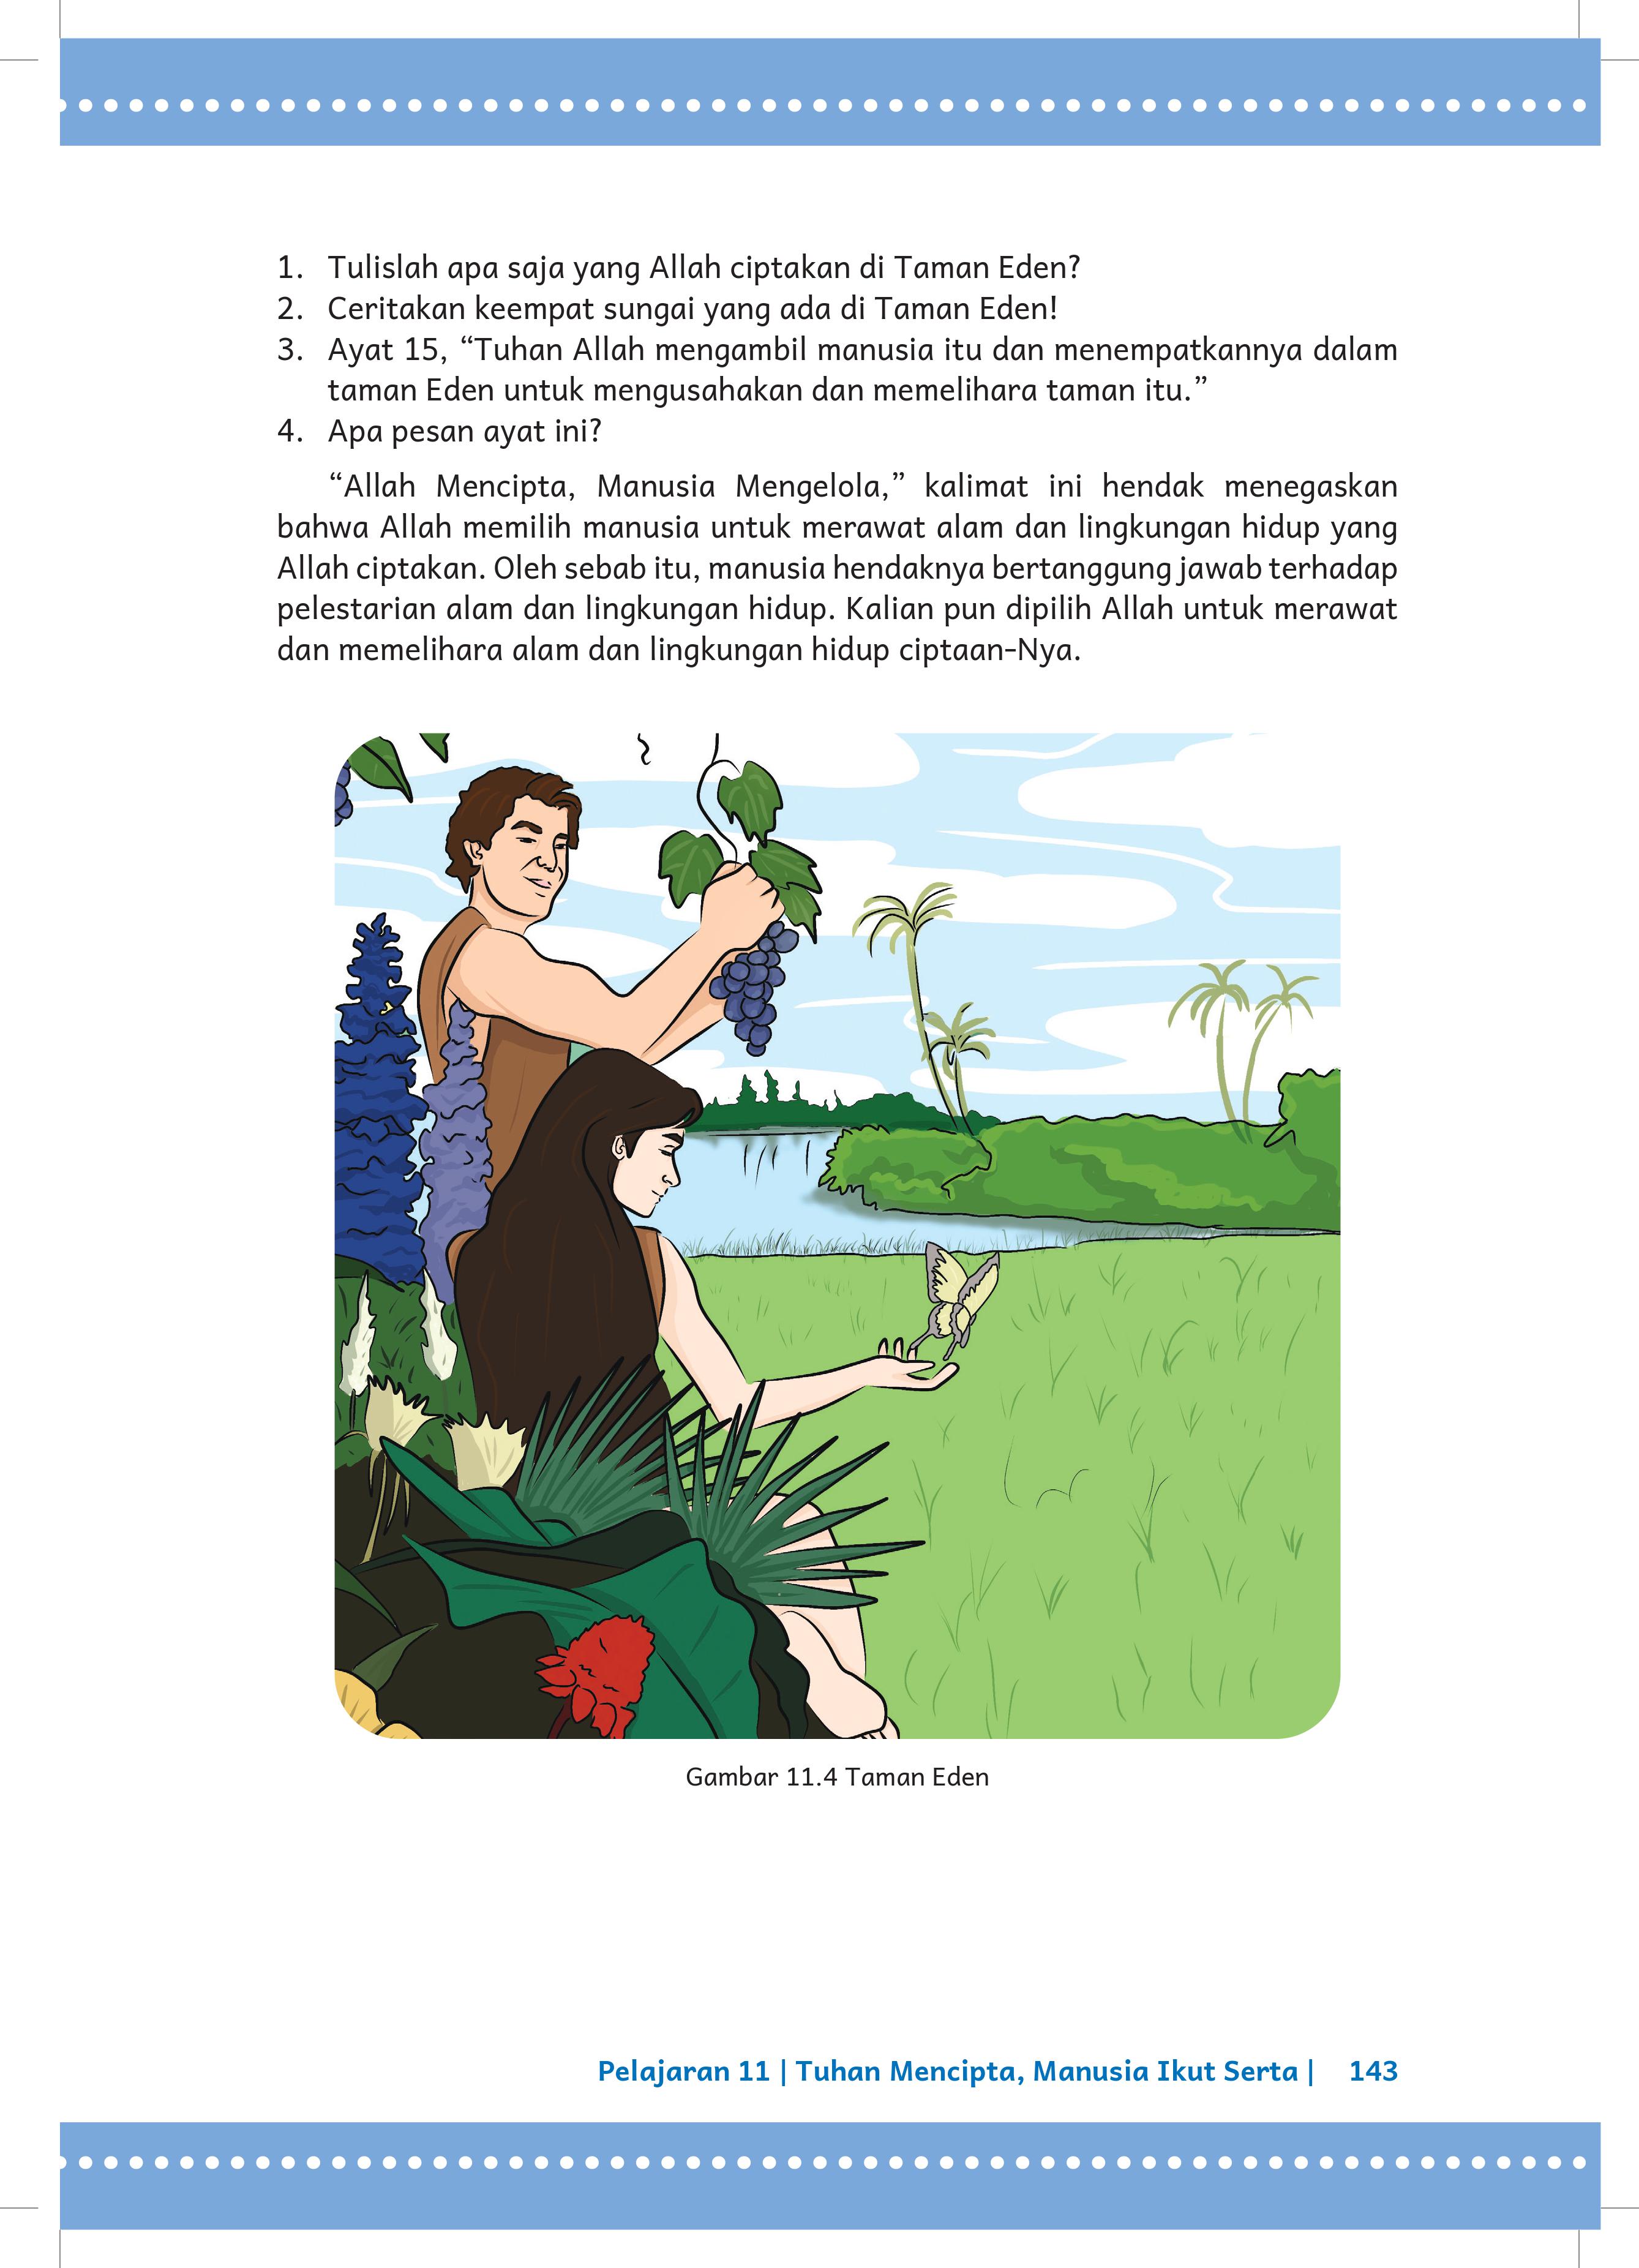 1. Tulislah apa saja yang Allah ciptakan di Taman Eden?
2. Ceritakan keempat sungai yang ada di Taman Eden!
3. Ayat 15, “Tuhan Allah mengambil manusia itu dan menempatkannya dalam
taman Eden untuk mengusahakan dan memelihara taman itu.”
4. Apa pesan ayat ini?
“Allah Mencipta, Manusia Mengelola,” kalimat ini hendak menegaskan
bahwa Allah memilih manusia untuk merawat alam dan lingkungan hidup yang
Allah ciptakan. Oleh sebab itu, manusia hendaknya bertanggung jawab terhadap
pelestarian alam dan lingkungan hidup. Kalian pun dipilih Allah untuk merawat
dan memelihara alam dan lingkungan hidup ciptaan-Nya.
Gambar 11.4 Taman Eden
Pelajaran 11 | Tuhan Mencipta, Manusia Ikut Serta | 143